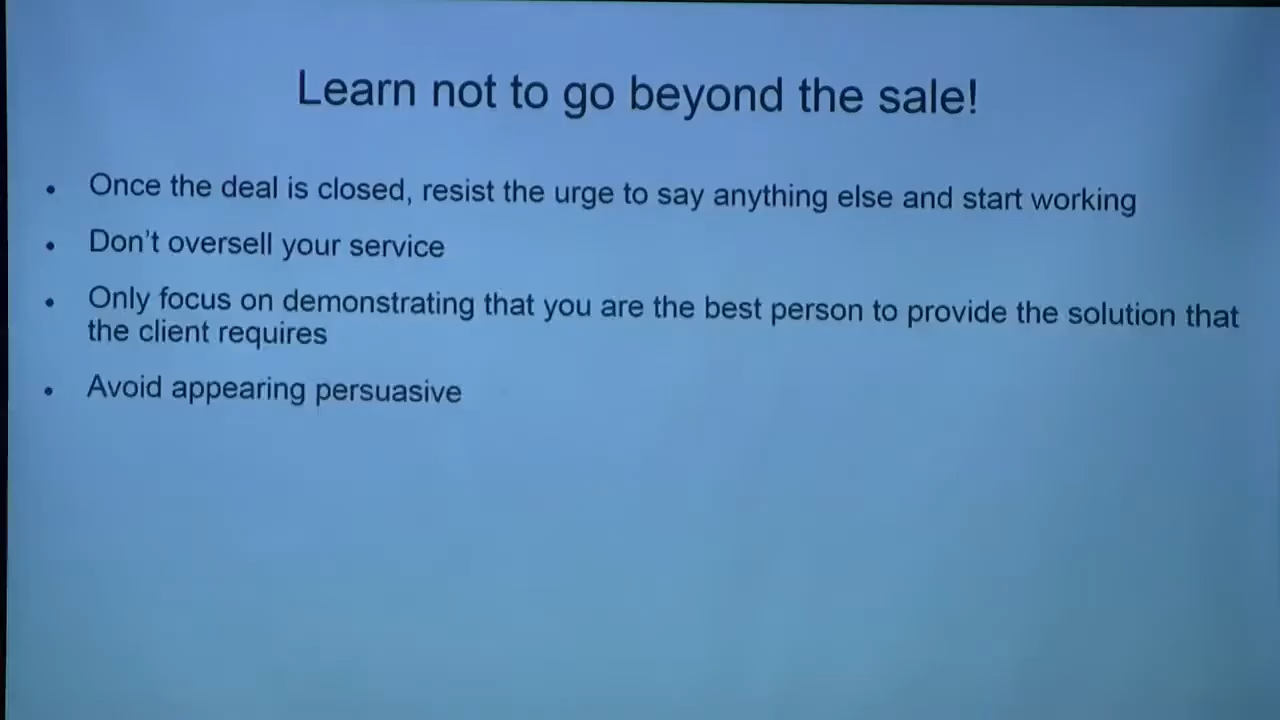 Learn not to go beyond the sale!
• Once the deal is closed, resist the urge to say anything else and start working
• Don't oversell your service
• Only focus on demonstrating that you are the best person to provide the solution that
the client requires
• Avoid appearing persuasive